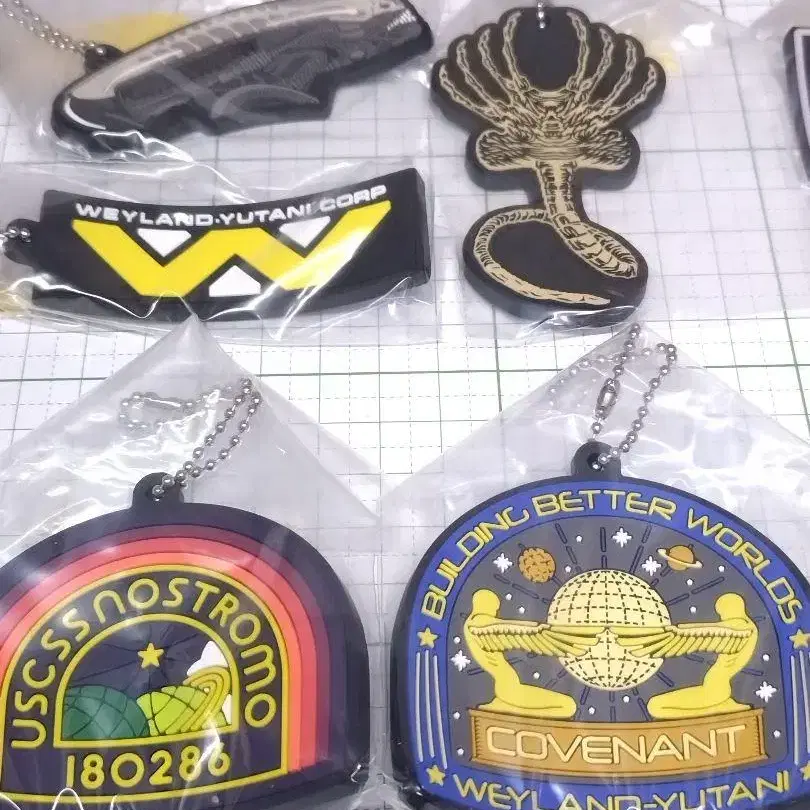 WEYLAND-YUTANI CORP
USCSS NOSTROMO
180286
BUILDING BETTER WORLDS
COVENANT
WEYLAND-YUTANI